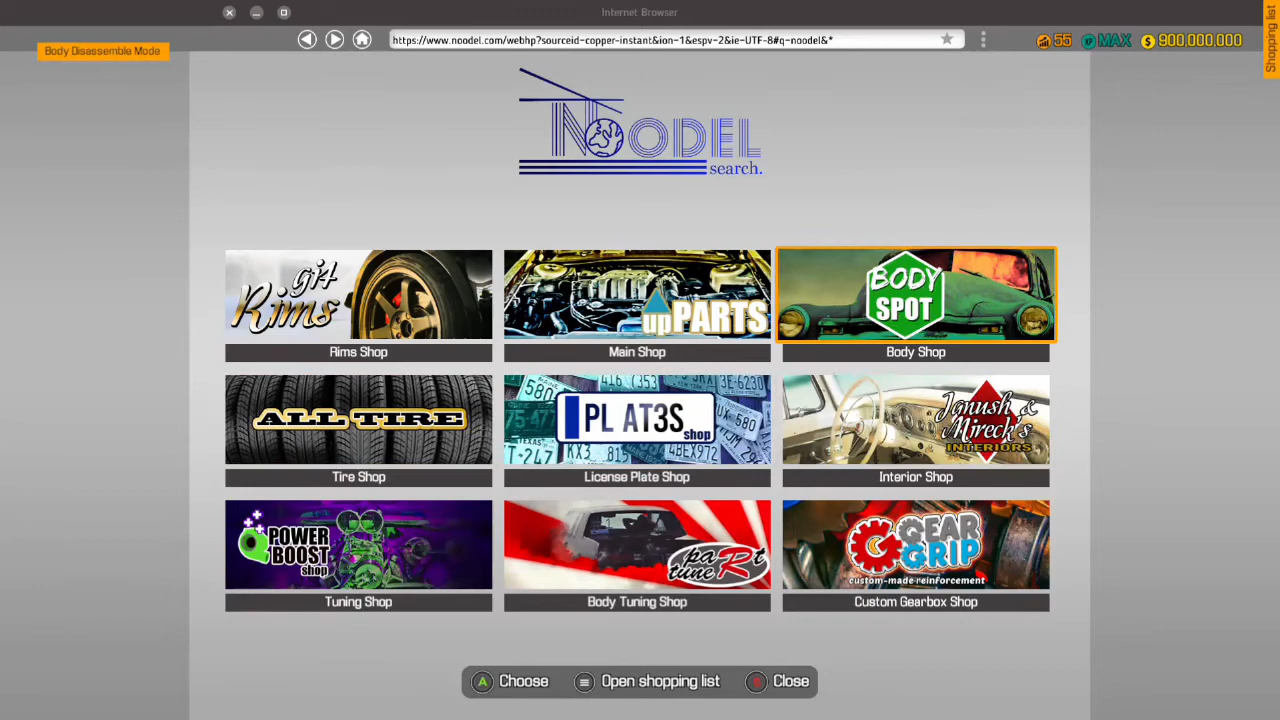 Internet Browser
Body Disassemble Mode
https://www.noodel.com/webhp?sourceid-copper-instant&ion-1&espv-2&ie-UTF-8#q-noodel&*
55
XP
MAX
$
900,000,000
Shopping list
NOODEL
search.
git
Rims
upPARTS
BODY
SPOT
Rims Shop
Main Shop
Body Shop
ALL TIRE
PL AT3S
shop
Janush &
Mireck's
INTERIORS
Tire Shop
License Plate Shop
Interior Shop
POWER
BOOST
shop
paRt
tuneR
GEAR
GRIP
custom-made reinforcement
Tuning Shop
Body Tuning Shop
Custom Gearbox Shop
A Choose
Open shopping list
Close